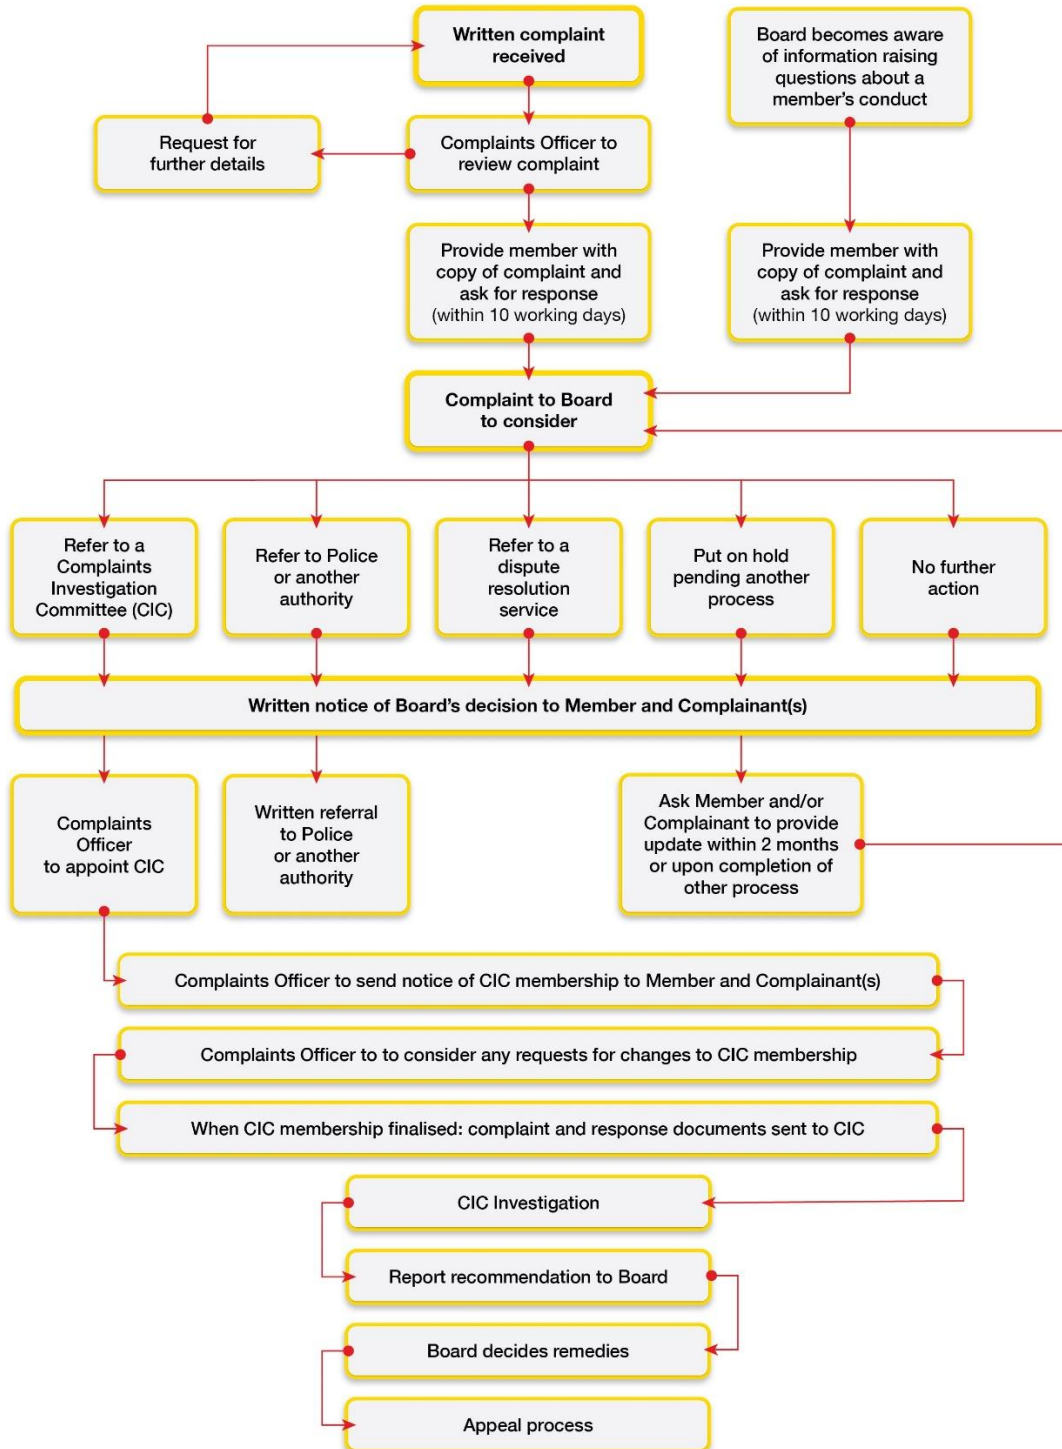 Written complaint
received
Board becomes aware
of information raising
questions about a
member's conduct
Request for
further details
Complaints Officer to
review complaint
Provide member with
copy of complaint and
ask for response
(within 10 working days)
Provide member with
copy of complaint and
ask for response
(within 10 working days)
Complaint to Board
to consider
Refer to a
Complaints
Investigation
Committee (CIC)
Refer to Police
or another
authority
Refer to a
dispute
resolution
service
Put on hold
pending another
process
No further
action
Written notice of Board's decision to Member and Complainant(s)
Complaints
Officer
to appoint CIC
Written referral
to Police
or another
authority
Ask Member and/or
Complainant to provide
update within 2 months
or upon completion of
other process
Complaints Officer to send notice of CIC membership to Member and Complainant(s)
Complaints Officer to to consider any requests for changes to CIC membership
When CIC membership finalised: complaint and response documents sent to CIC
CIC Investigation
Report recommendation to Board
Board decides remedies
Appeal process